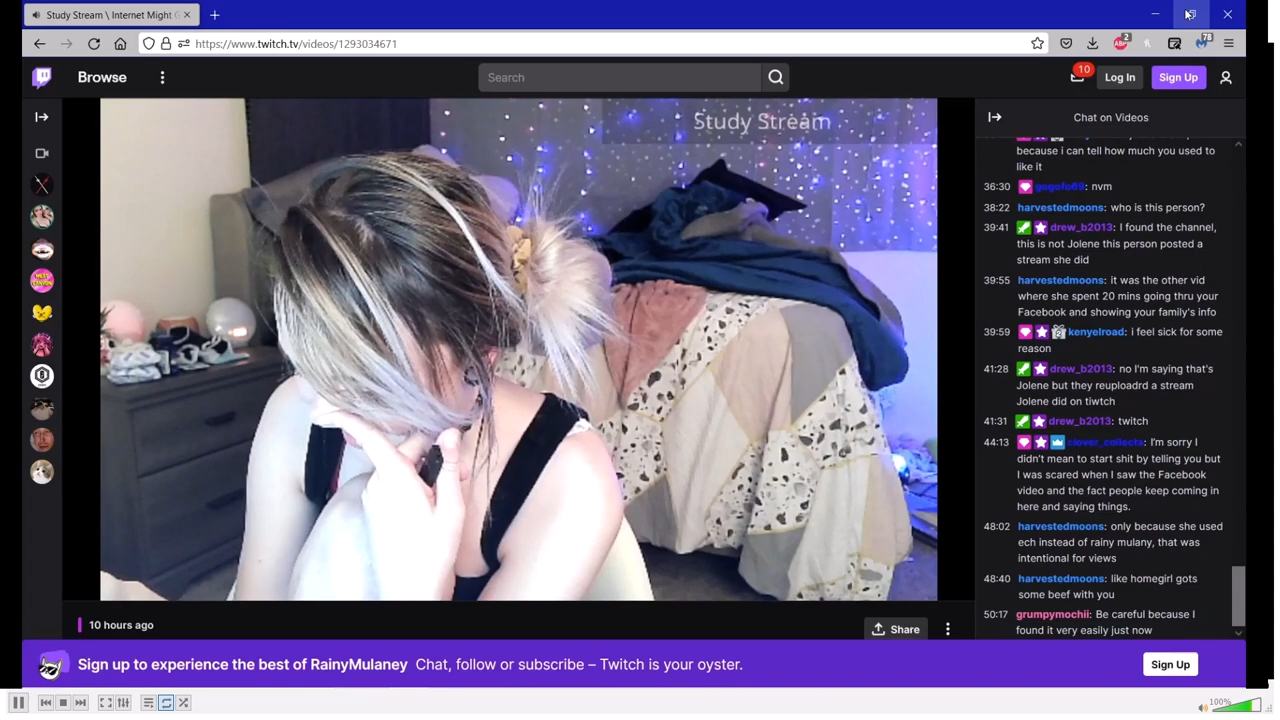 Study Stream \ Internet Might G
https://www.twitch.tv/videos/1293034671
2
78
Browse
Search
10
Log In
Sign Up
Study Stream
Chat on Videos
because i can tell how much you used to
like it
36:30 gogofo69: nvm
38:22 harvestedmoons: who is this person?
39:41 drew_b2013: I found the channel,
this is not Jolene this person posted a
stream she did
39:55 harvestedmoons: it was the other vid
where she spent 20 mins going thru your
Facebook and showing your family's info
39:59 kenyelroad: i feel sick for some
reason
41:28 drew_b2013: no I'm saying that's
Jolene but they reuploadrd a stream
Jolene did on tiwtch
41:31 drew_b2013: twitch
44:13 clover_collects: I'm sorry I
didn't mean to start shit by telling you but
I was scared when I saw the Facebook
video and the fact people keep coming in
here and saying things.
48:02 harvestedmoons: only because she used
ech instead of rainy mulany, that was
intentional for views
48:40 harvestedmoons: like homegirl gots
some beef with you
50:17 grumpymochii: Be careful because I
found it very easily just now
10 hours ago
Share
Sign up to experience the best of RainyMulaney Chat, follow or subscribe – Twitch is your oyster.
Sign Up
100%